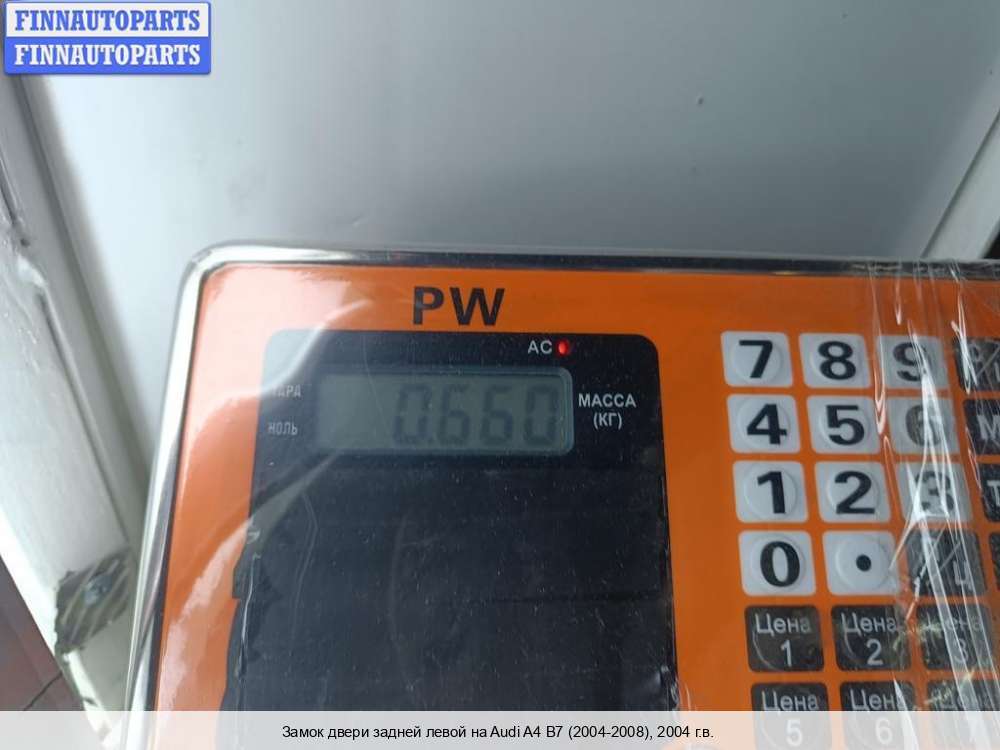 FINNAUTOPARTS
FINNAUTOPARTS
PW
AC
ТАРА
НОЛЬ
0.660
МАССА
(КГ)
7 8 9
4 5 6
1 2 3
0 .
Цена 1
Цена 2
3
Цена 5
Цена 6
Замок двери задней левой на Audi A4 B7 (2004-2008), 2004 г.в.